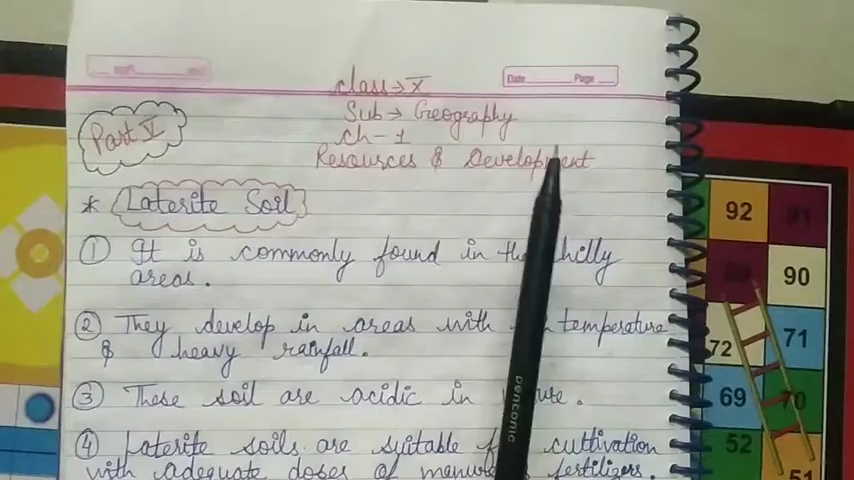 class → X
Date Page
Sub → Geography
Part V
ch - 1
Resources & Development
* Laterite Soil
① It is commonly found in the hilly
areas.
② They develop in areas with temperature
& heavy rainfall.
③ These soil are acidic in
④ Laterite soils are suitable cultivation
with adequate doses of manure fertilizers.
penconic
92
91
90
72
71
69
70
52
51